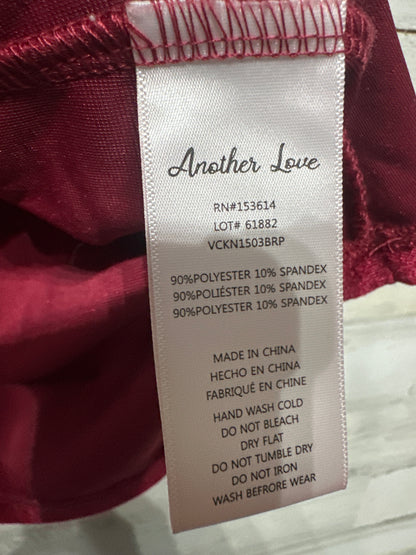 Another Love
RN#153614
LOT# 61882
VCKN1503BRP
90%POLYESTER 10% SPANDEX
90%POLIÉSTER 10% SPANDEX
90%POLYESTER 10% SPANDEX
MADE IN CHINA
HECHO EN CHINA
FABRIQUÉ EN CHINE
HAND WASH COLD
DO NOT BLEACH
DRY FLAT
DO NOT TUMBLE DRY
DO NOT IRON
WASH BEFRORE WEAR